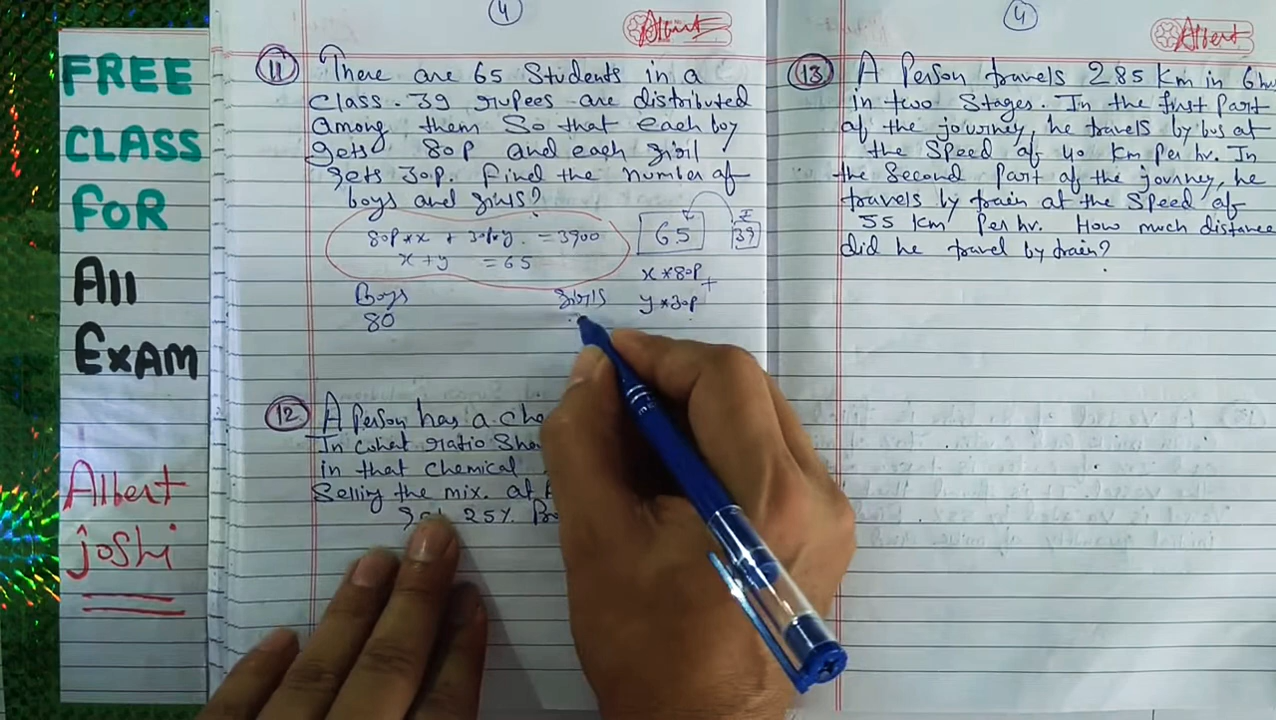 FREE
CLASS
FOR
All
EXAM
Albert
joshi
4
Albert
11 There are 65 Students in a
class. 39 rupees are distributed
among them So that each boy
gets 80P and each girl
gets 30P. find the number of
boys and girls?
80P*x + 30P*y. = 3900
x+y = 65
65
39
x*80P +
y*30P
Boys
girls
80
12 A Person has a che
In what ratio Sho
in that chemical
Selling the mix. at
25%.
4
Albert
13 A Person travels 285 Km in 6 h
in two Stages. In the first Part
of the journey, he travels by bus at
the Speed of 40 Km Per hr. In
the Second Part of the journey, he
travels by train at the Speed of
55 Km Per hr. How much distance
did he travel by train?